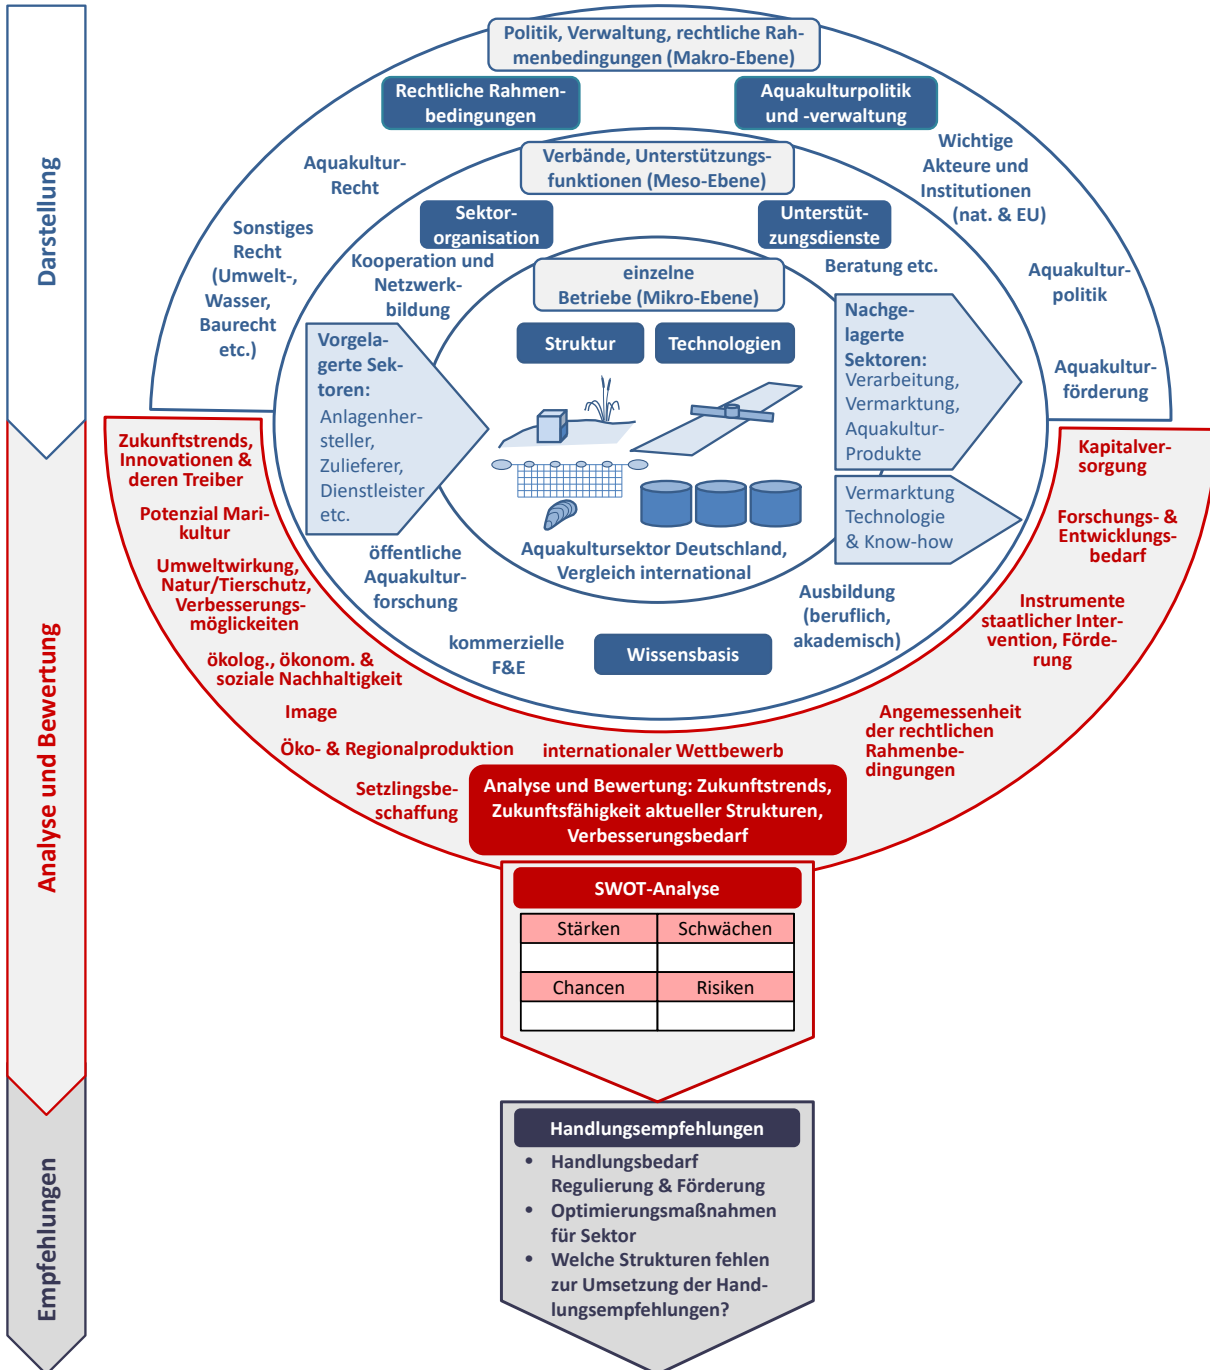 Darstellung
Analyse und Bewertung
Empfehlungen
Politik, Verwaltung, rechtliche Rah-
menbedingungen (Makro-Ebene)
Rechtliche Rahmen-
bedingungen
Aquakulturpolitik
und -verwaltung
Aquakultur-
Recht
Sonstiges
Recht
(Umwelt-,
Wasser,
Baurecht
etc.)
Wichtige
Akteure und
Institutionen
(nat. & EU)
Aquakultur-
politik
Aquakultur-
förderung
Verbände, Unterstützungs-
funktionen (Meso-Ebene)
Sektor-
organisation
Unterstüt-
zungsdienste
Kooperation und
Netzwerk-
bildung
Beratung etc.
einzelne
Betriebe (Mikro-Ebene)
Struktur
Technologien
Vorgela-
gerte Sek-
toren:
Anlagenher-
steller,
Zulieferer,
Dienstleister
etc.
Nachge-
lagerte
Sektoren:
Verarbeitung,
Vermarktung,
Aquakultur-
Produkte
Vermarktung
Technologie
& Know-how
Aquakultursektor Deutschland,
Vergleich international
öffentliche
Aquakultur-
forschung
kommerzielle
F&E
Wissensbasis
Ausbildung
(beruflich,
akademisch)
Zukunftstrends,
Innovationen &
deren Treiber
Potenzial Mari-
kultur
Umweltwirkung,
Natur/Tierschutz,
Verbesserungs-
möglickeiten
ökolog., ökonom. &
soziale Nachhaltigkeit
Image
Öko- & Regionalproduktion
Setzlingsbe-
schaffung
internationaler Wettbewerb
Kapitalver-
sorgung
Forschungs- &
Entwicklungs-
bedarf
Instrumente
staatlicher Inter-
vention, Förde-
rung
Angemessenheit
der rechtlichen
Rahmenbe-
dingungen
Analyse und Bewertung: Zukunftstrends,
Zukunftsfähigkeit aktueller Strukturen,
Verbesserungsbedarf
SWOT-Analyse
Stärken Schwächen
Chancen Risiken
Handlungsempfehlungen
• Handlungsbedarf
Regulierung & Förderung
• Optimierungsmaßnahmen
für Sektor
• Welche Strukturen fehlen
zur Umsetzung der Hand-
lungsempfehlungen?